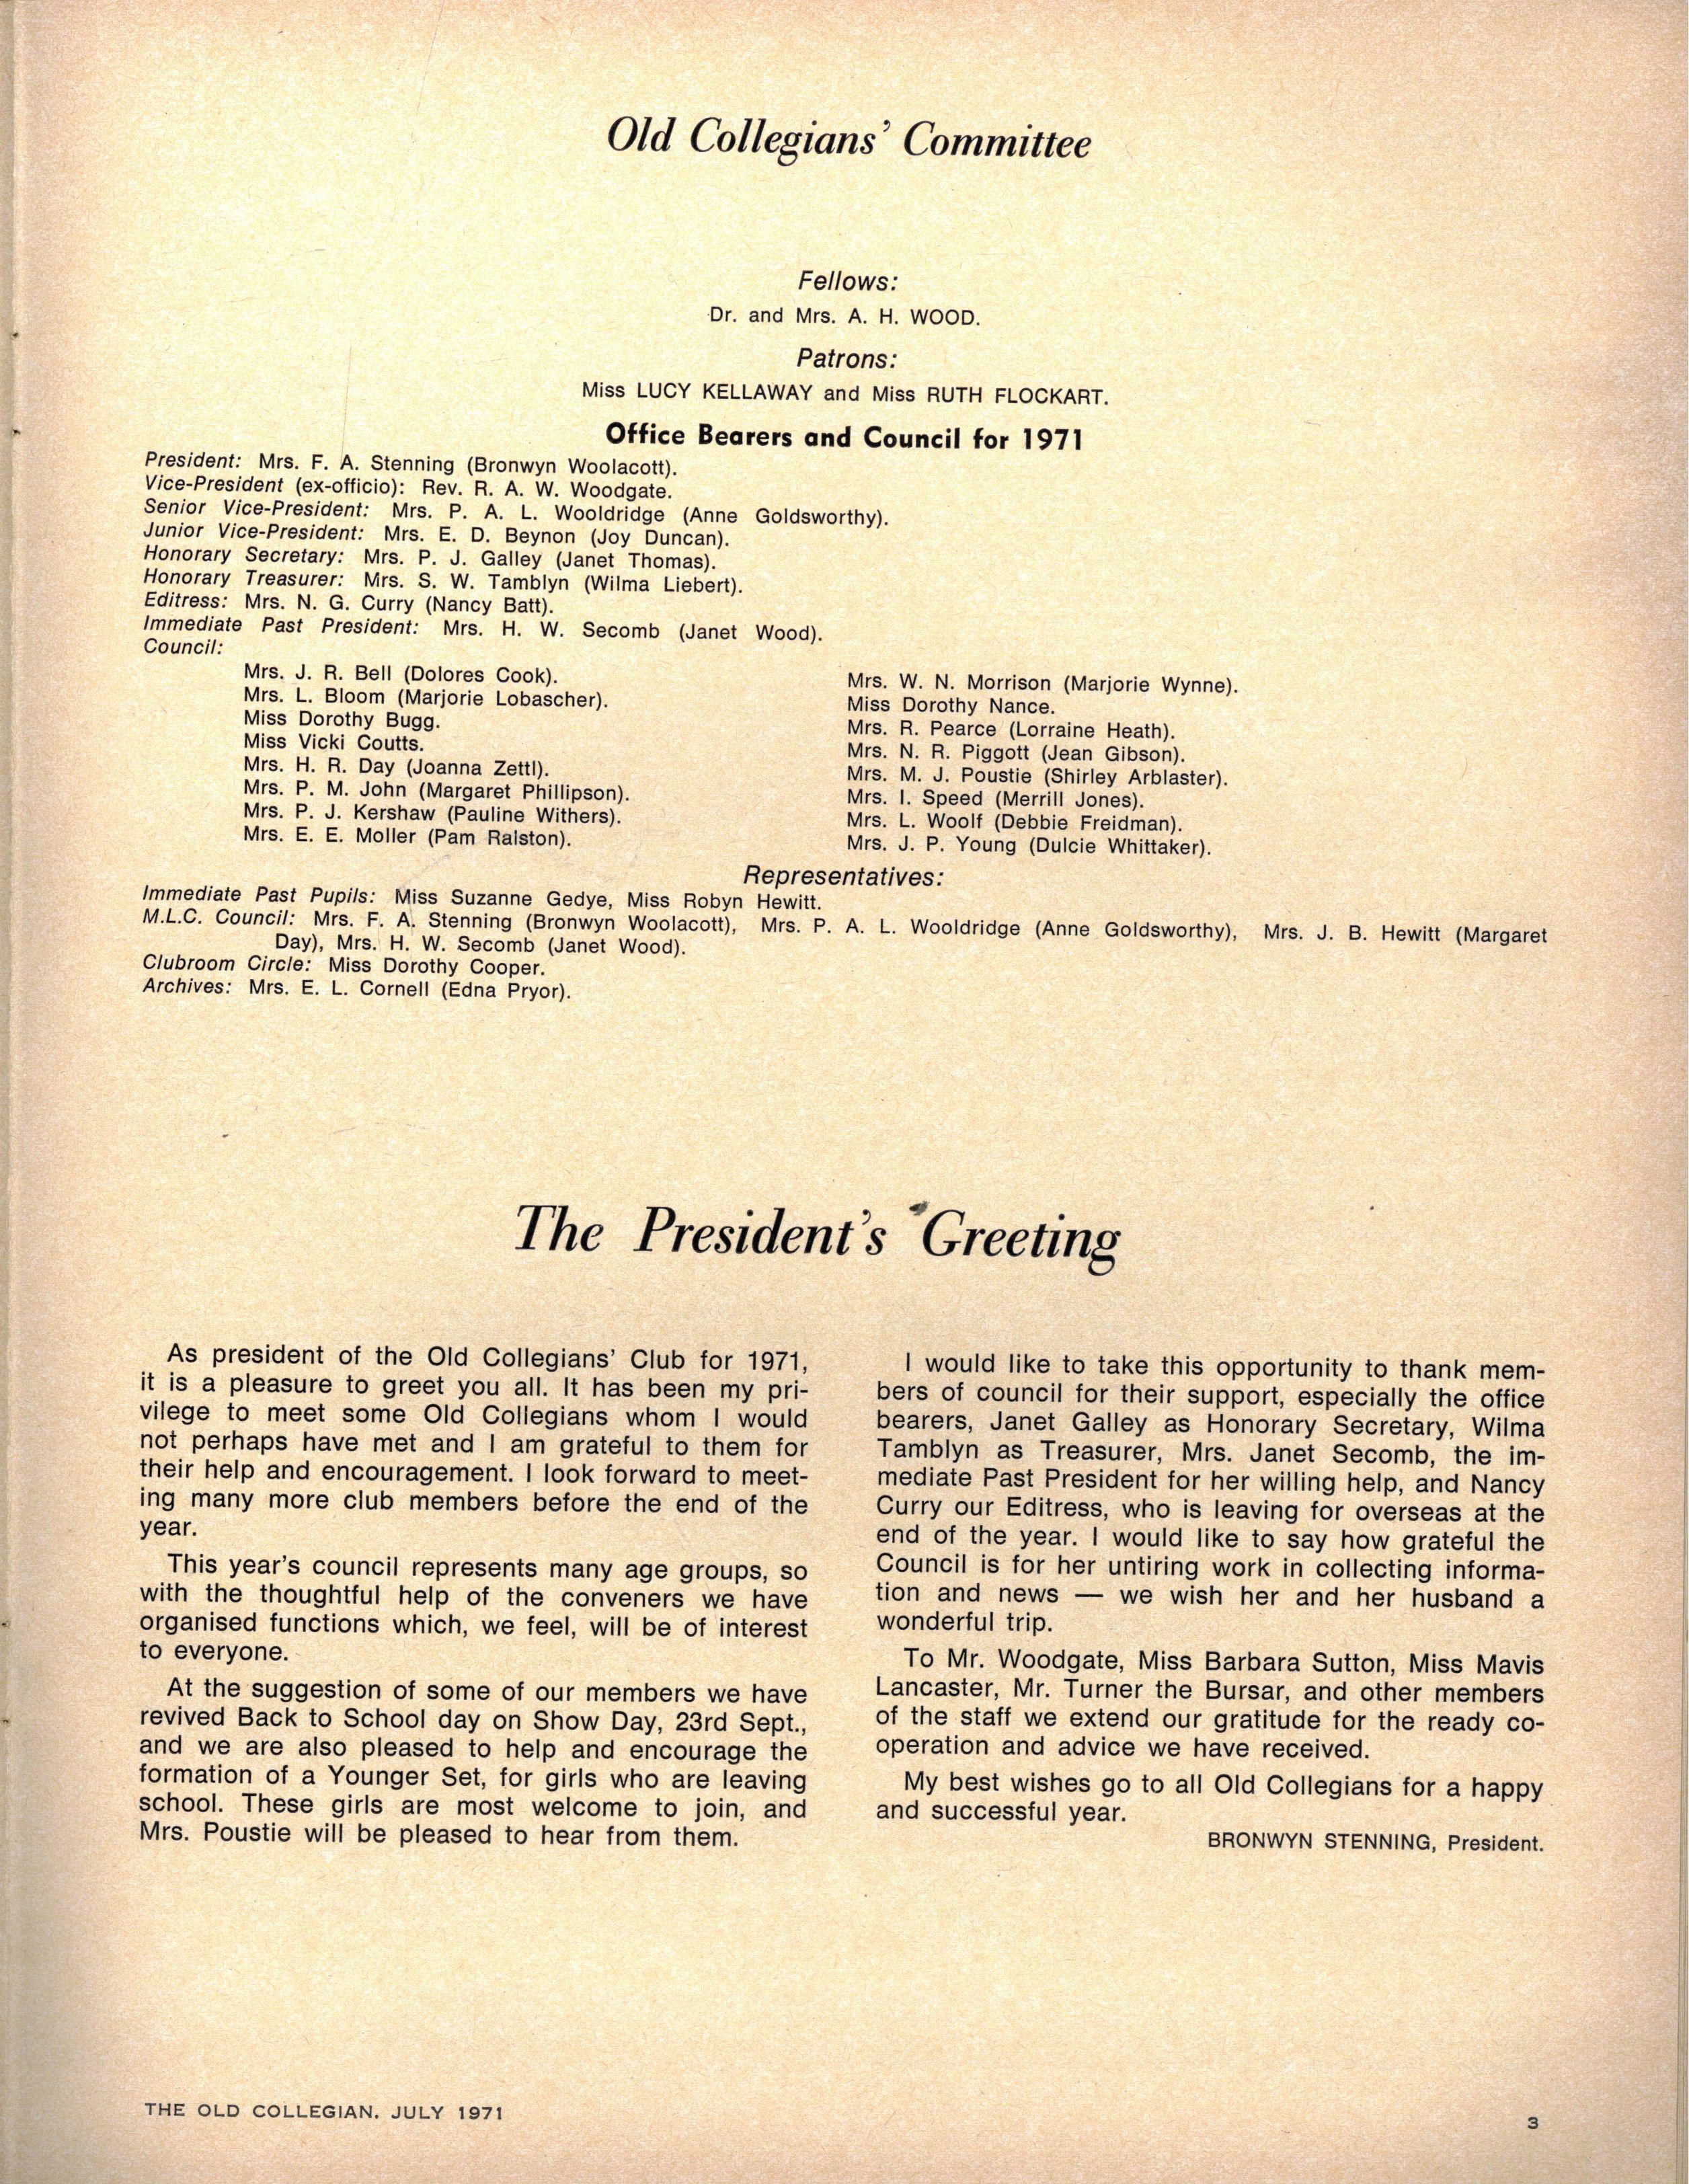 Old Collegians' Committee
Fellows:
Dr. and Mrs. A. H. WOOD.
Patrons:
Miss LUCY KELLAWAY and Miss RUTH FLOCKART.
Office Bearers and Council for 1971
President: Mrs. F. A. Stenning (Bronwyn Woolacott).
Vice-President (ex-officio): Rev. R. A. W. Woodgate.
Senior Vice-President: Mrs. P. A. L. Wooldridge (Anne Goldsworthy).
Junior Vice-President: Mrs. E. D. Beynon (Joy Duncan).
Honorary Secretary: Mrs. P. J. Galley (Janet Thomas).
Honorary Treasurer: Mrs. S. W. Tamblyn (Wilma Liebert).
Editress: Mrs. N. G. Curry (Nancy Batt).
Immediate Past President: Mrs. H. W. Secomb (Janet Wood).
Council:
Mrs. J. R. Bell (Dolores Cook).
Mrs. L. Bloom (Marjorie Lobascher).
Miss Dorothy Bugg.
Miss Vicki Coutts.
Mrs. H. R. Day (Joanna Zettl).
Mrs. P. M. John (Margaret Phillipson).
Mrs. P. J. Kershaw (Pauline Withers).
Mrs. E. E. Moller (Pam Ralston).
Mrs. W. N. Morrison (Marjorie Wynne).
Miss Dorothy Nance.
Mrs. R. Pearce (Lorraine Heath).
Mrs. N. R. Piggott (Jean Gibson).
Mrs. M. J. Poustie (Shirley Arblaster).
Mrs. I. Speed (Merrill Jones).
Mrs. L. Woolf (Debbie Freidman).
Mrs. J. P. Young (Dulcie Whittaker).
Representatives:
Immediate Past Pupils: Miss Suzanne Gedye, Miss Robyn Hewitt.
M.L.C. Council: Mrs. F. A. Stenning (Bronwyn Woolacott), Mrs. P. A. L. Wooldridge (Anne Goldsworthy), Mrs. J. B. Hewitt (Margaret
Day), Mrs. H. W. Secomb (Janet Wood).
Clubroom Circle: Miss Dorothy Cooper.
Archives: Mrs. E. L. Cornell (Edna Pryor).
The President's Greeting
As president of the Old Collegians' Club for 1971,
it is a pleasure to greet you all. It has been my pri-
vilege to meet some Old Collegians whom I would
not perhaps have met and I am grateful to them for
their help and encouragement. I look forward to meet-
ing many more club members before the end of the
year.
This year's council represents many age groups, so
with the thoughtful help of the conveners we have
organised functions which, we feel, will be of interest
to everyone.
At the suggestion of some of our members we have
revived Back to School day on Show Day, 23rd Sept.,
and we are also pleased to help and encourage the
formation of a Younger Set, for girls who are leaving
school. These girls are most welcome to join, and
Mrs. Poustie will be pleased to hear from them.
I would like to take this opportunity to thank mem-
bers of council for their support, especially the office
bearers, Janet Galley as Honorary Secretary, Wilma
Tamblyn as Treasurer, Mrs. Janet Secomb, the im-
mediate Past President for her willing help, and Nancy
Curry our Editress, who is leaving for overseas at the
end of the year. I would like to say how grateful the
Council is for her untiring work in collecting informa-
tion and news — we wish her and her husband a
wonderful trip.
To Mr. Woodgate, Miss Barbara Sutton, Miss Mavis
Lancaster, Mr. Turner the Bursar, and other members
of the staff we extend our gratitude for the ready co-
operation and advice we have received.
My best wishes go to all Old Collegians for a happy
and successful year.
BRONWYN STENNING, President.
THE OLD COLLEGIAN, JULY 1971
3